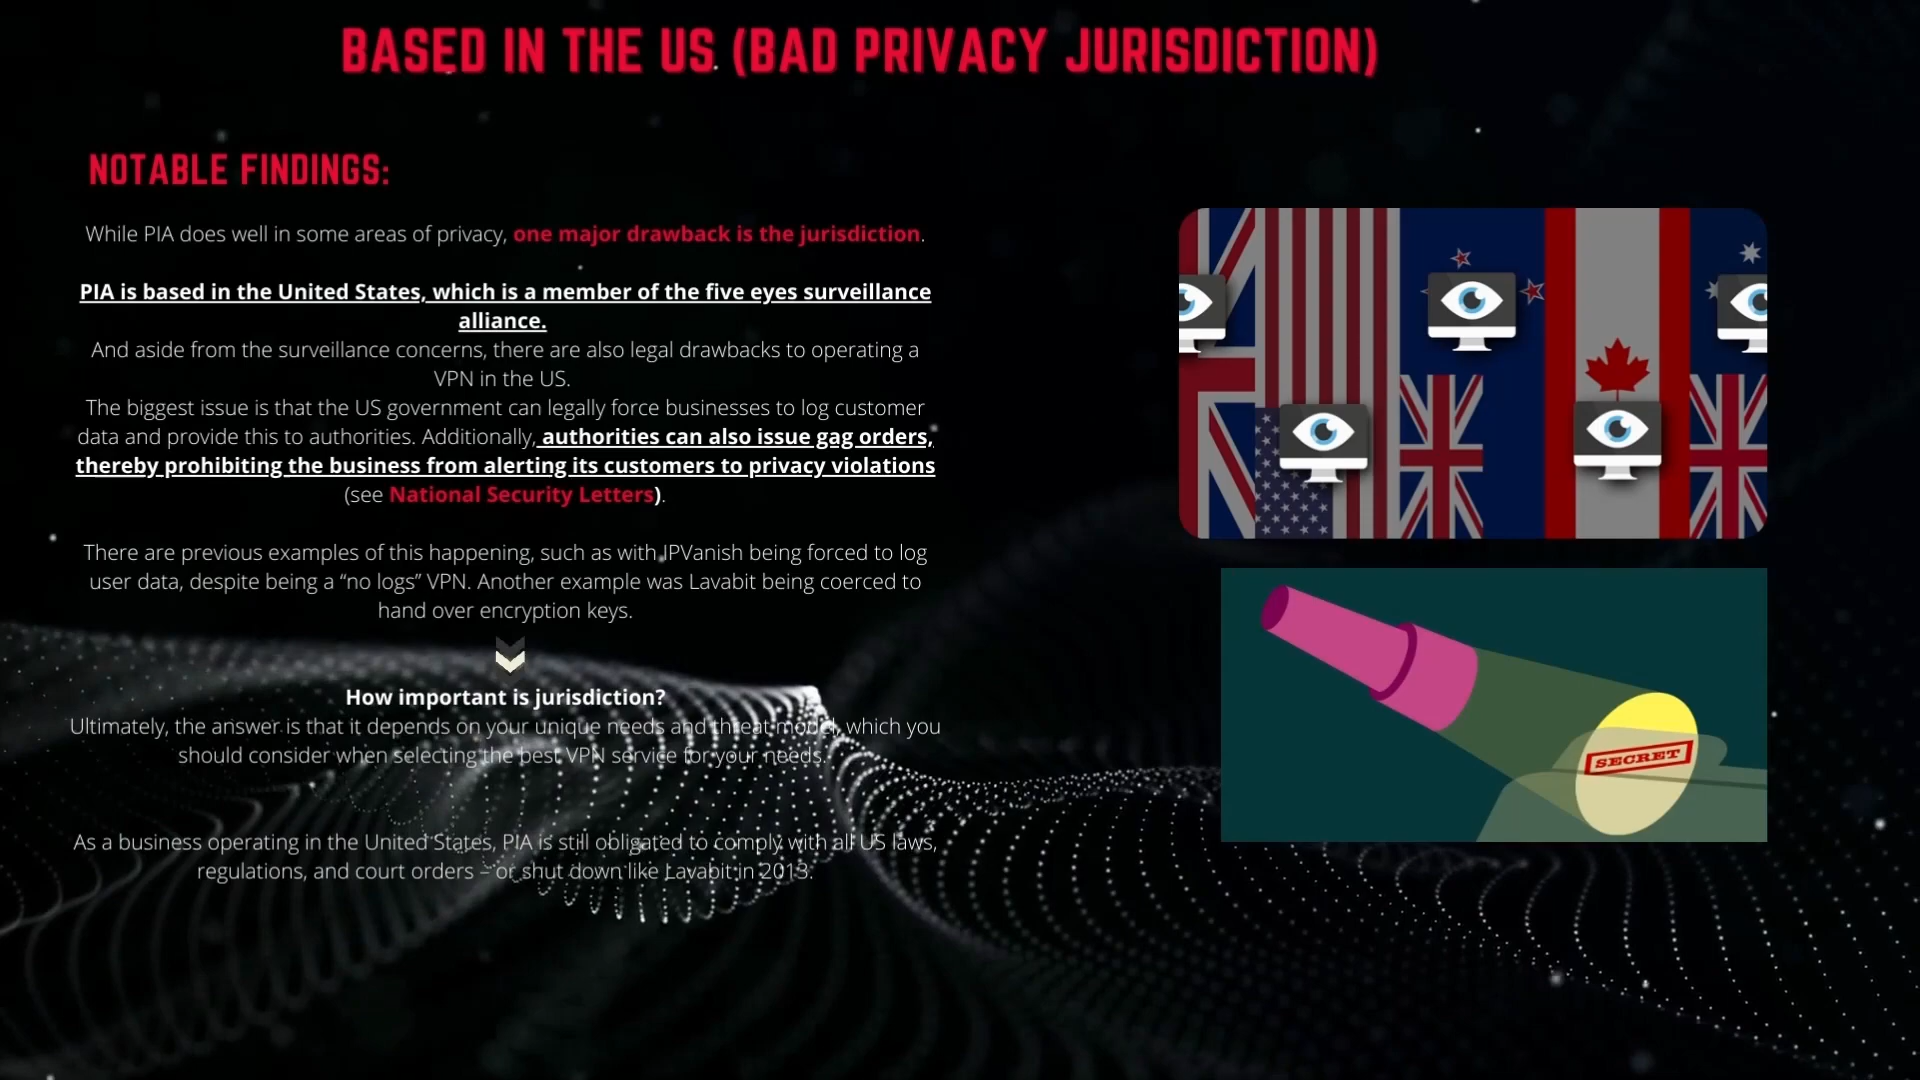 BASED IN THE US (BAD PRIVACY JURISDICTION)
NOTABLE FINDINGS:
While PIA does well in some areas of privacy, one major drawback is the jurisdiction.
PIA is based in the United States, which is a member of the five eyes surveillance
alliance.
And aside from the surveillance concerns, there are also legal drawbacks to operating a
VPN in the US.
The biggest issue is that the US government can legally force businesses to log customer
data and provide this to authorities. Additionally, authorities can also issue gag orders,
thereby prohibiting the business from alerting its customers to privacy violations
(see National Security Letters).
There are previous examples of this happening, such as with IPVanish being forced to log
user data, despite being a “no logs” VPN. Another example was Lavabit being coerced to
hand over encryption keys.
How important is jurisdiction?
Ultimately, the answer is that it depends on your unique needs and threat model, which you
should consider when selecting the best VPN service for your needs.
As a business operating in the United States, PIA is still obligated to comply with all US laws,
regulations, and court orders – or shut down like Lavabit in 2013.
SECRET